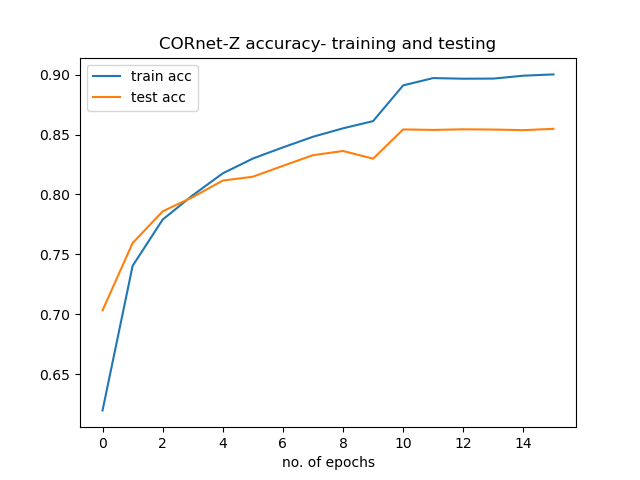 CORnet-Z accuracy- training and testing
train acc
test acc
0.90
0.85
0.80
0.75
0.70
0.65
0 2 4 6 8 10 12 14
no. of epochs